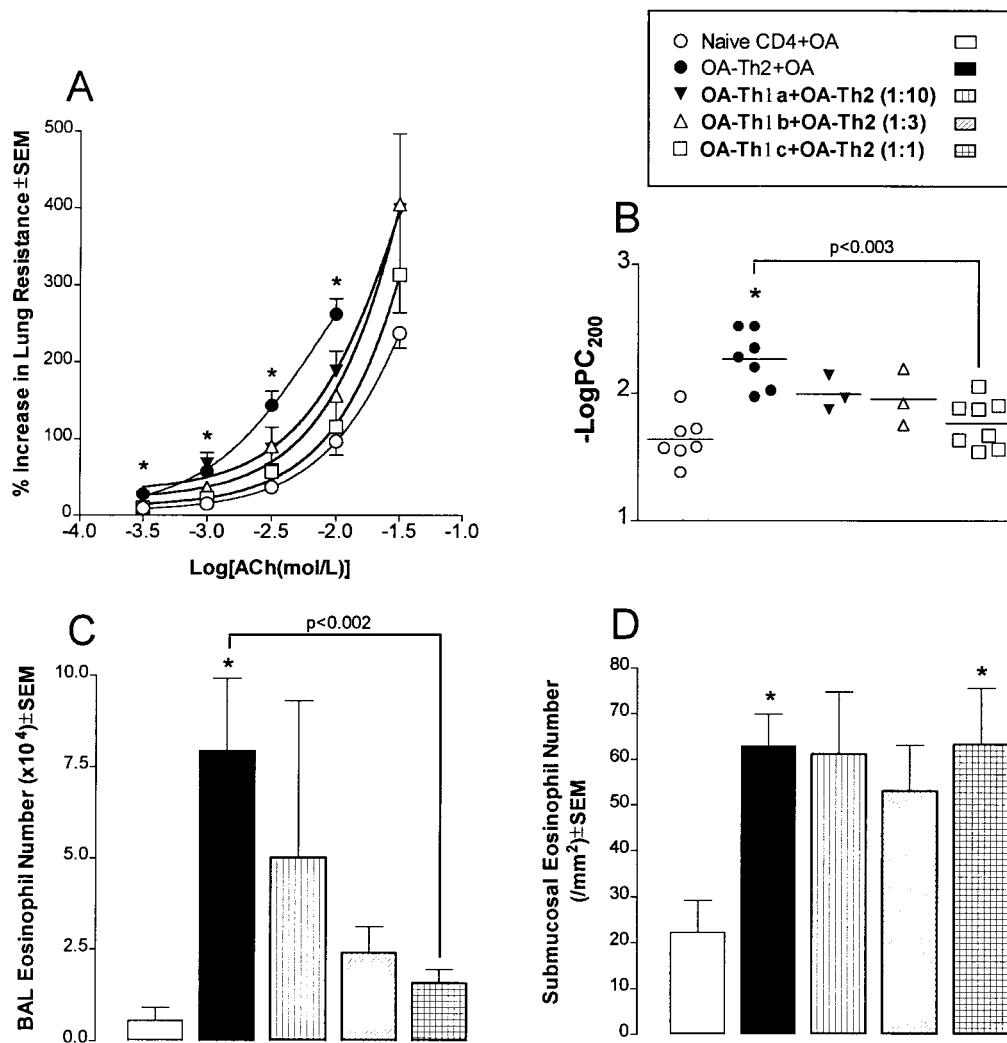 Naive CD4+OA
OA-Th2+OA
OA-Th1a+OA-Th2 (1:10)
OA-Th1b+OA-Th2 (1:3)
OA-Th1c+OA-Th2 (1:1)
A
% Increase in Lung Resistance ±SEM
500
400
300
200
100
0
* * * * *
-4.0 -3.5 -3.0 -2.5 -2.0 -1.5 -1.0
Log[ACh(mol/L)]
B
p<0.003
-LogPC200
3
2
1
*
C
p<0.002
BAL Eosinophil Number (x10^4)±SEM
10.0
7.5
5.0
2.5
0.0
*
D
Submucosal Eosinophil Number
(/mm²)±SEM
80
70
60
50
40
30
20
10
0
* *